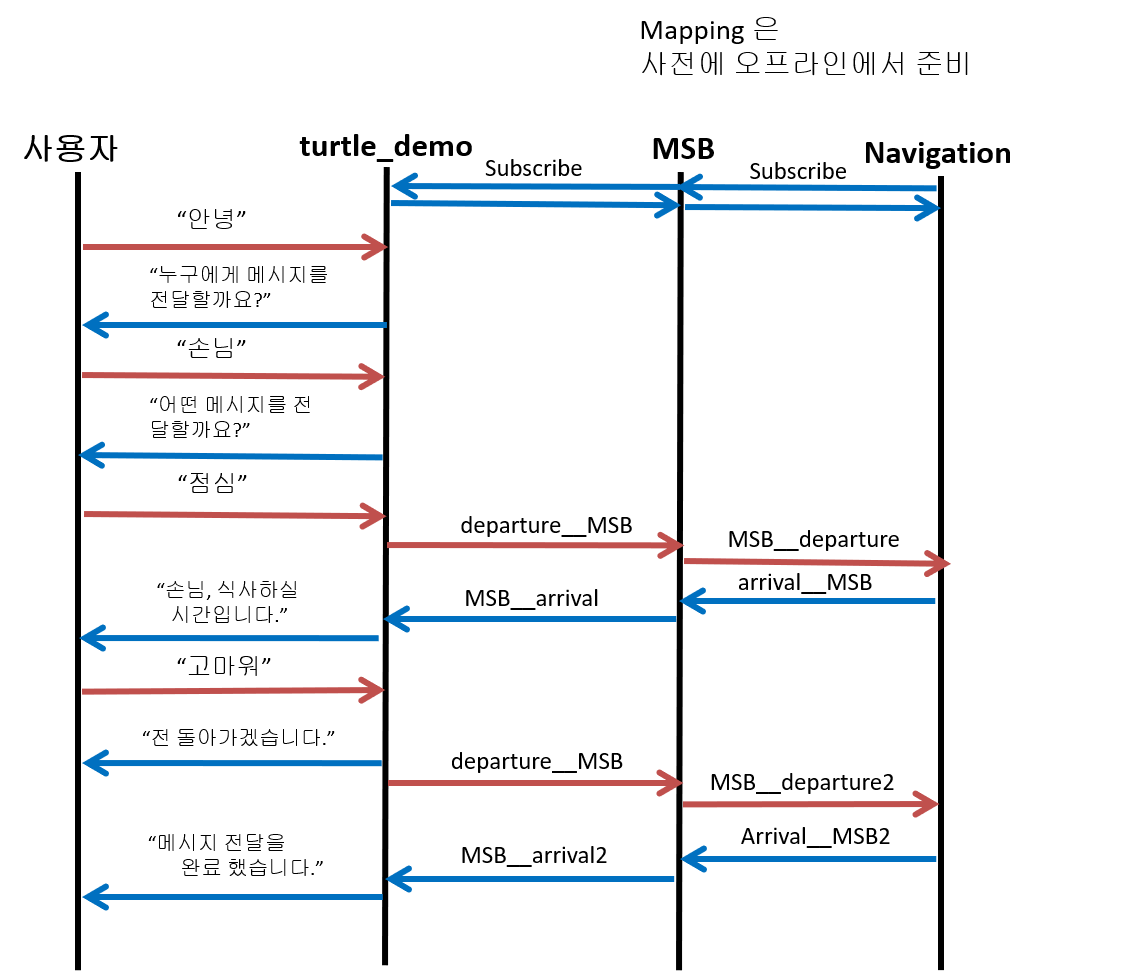 Mapping 은
사전에 오프라인에서 준비
사용자
turtle_demo
MSB
Navigation
Subscribe
Subscribe
“안녕”
“누구에게 메시지를
전달할까요?”
“손님”
“어떤 메시지를 전
달할까요?”
“점심”
departure__MSB
MSB__departure
arrival__MSB
MSB__arrival
“손님, 식사하실
시간입니다.”
“고마워”
“전 돌아가겠습니다.”
departure__MSB
MSB__departure2
Arrival__MSB2
MSB__arrival2
“메시지 전달을
완료 했습니다.”